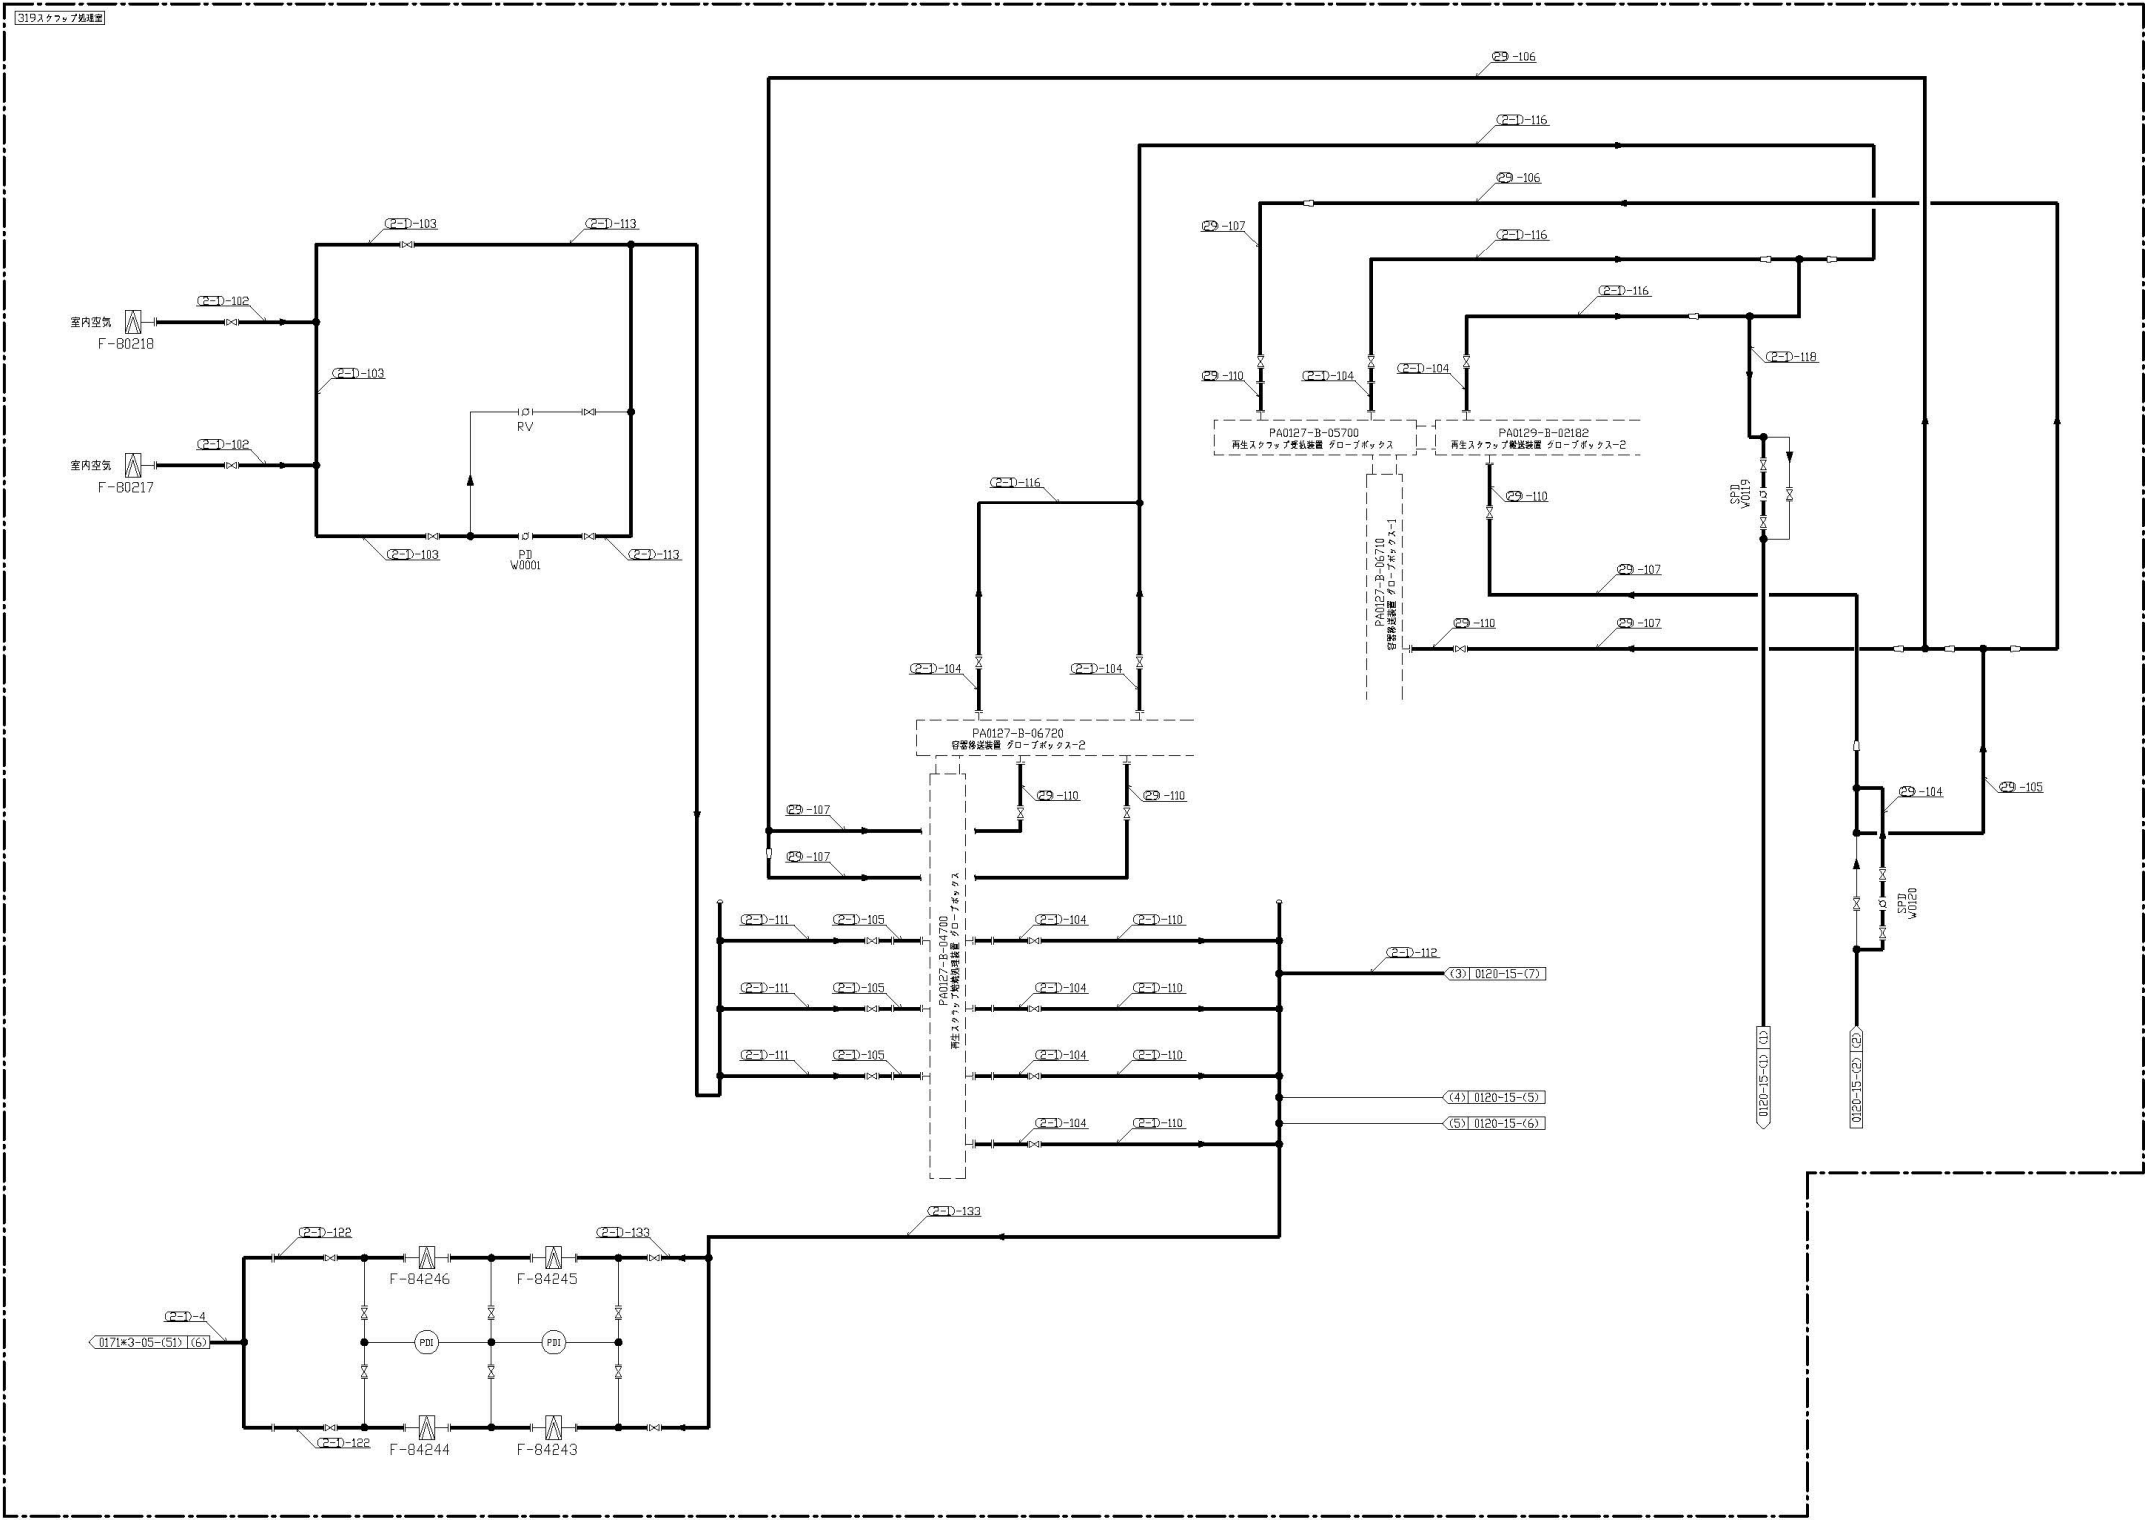 319スクラップ処理室
(29)-106
(2-1)-116
(29)-106
(29)-107
(2-1)-116
(2-1)-103
(2-1)-113
(2-1)-116
(2-1)-102
室内空気
F-80218
(2-1)-118
(2-1)-103
(29)-110
(2-1)-104
(2-1)-104
RV
PA0127-B-05700
再生スクラップ受払装置 グローブボックス
PA0129-B-02182
再生スクラップ搬送装置 グローブボックス-2
(2-1)-102
室内空気
F-80217
(2-1)-116
(29)-110
SPD
W0119
PA0127-B-06710
容器移送装置 グローブボックス-1
(2-1)-103
PD
W0001
(2-1)-113
(29)-107
(29)-110
(29)-107
(2-1)-104
(2-1)-104
PA0127-B-06720
容器移送装置 グローブボックス-2
(29)-107
(29)-110
(29)-110
(29)-104
(29)-105
(29)-107
SPD
W0120
PA0127-B-04700
再生スクラップ焙焼処理装置 グローブボックス
(2-1)-111
(2-1)-105
(2-1)-104
(2-1)-110
(2-1)-112
(3) 0120-15-(7)
(2-1)-111
(2-1)-105
(2-1)-104
(2-1)-110
(2-1)-111
(2-1)-105
(2-1)-104
(2-1)-110
0120-15-(1) (1)
0120-15-(2) (2)
(4) 0120-15-(5)
(2-1)-104
(2-1)-110
(5) 0120-15-(6)
(2-1)-133
(2-1)-122
(2-1)-133
F-84246
F-84245
(2-1)-4
0171*3-05-(51) (6)
PDI
PDI
(2-1)-122
F-84244
F-84243